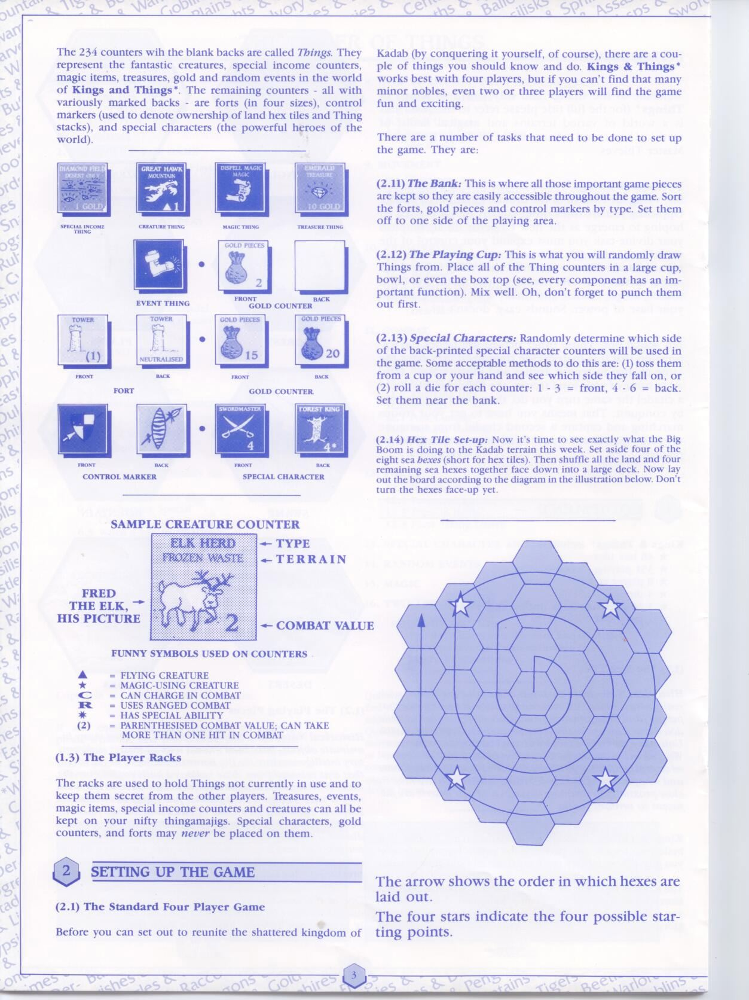 The 234 counters wih the blank backs are called Things. They
represent the fantastic creatures, special income counters,
magic items, treasures, gold and random events in the world
of Kings and Things*. The remaining counters - all with
variously marked backs - are forts (in four sizes), control
markers (used to denote ownership of land hex tiles and Thing
stacks), and special characters (the powerful heroes of the
world).
DIAMOND FIELD
DESERT ONLY
1 GOLD
SPECIAL INCOME
THING
GREAT HAWK
MOUNTAIN
▲1
CREATURE THING
DISPELL MAGIC
MAGIC
MAGIC THING
EMERALD
TREASURE
10 GOLD
TREASURE THING
EVENT THING
GOLD PIECES
2
FRONT
BACK
GOLD COUNTER
TOWER
(1)
FRONT
TOWER
NEUTRALISED
BACK
FORT
GOLD PIECES
15
FRONT
GOLD PIECES
20
BACK
GOLD COUNTER
FRONT
BACK
CONTROL MARKER
SWORDMASTER
4
FRONT
FOREST KING
4*
BACK
SPECIAL CHARACTER
SAMPLE CREATURE COUNTER
ELK HERD
FROZEN WASTE
2
← TYPE
← TERRAIN
FRED
THE ELK, →
HIS PICTURE
← COMBAT VALUE
FUNNY SYMBOLS USED ON COUNTERS
▲ = FLYING CREATURE
★ = MAGIC-USING CREATURE
C = CAN CHARGE IN COMBAT
R = USES RANGED COMBAT
* = HAS SPECIAL ABILITY
(2) = PARENTHESISED COMBAT VALUE; CAN TAKE
MORE THAN ONE HIT IN COMBAT
(1.3) The Player Racks
The racks are used to hold Things not currently in use and to
keep them secret from the other players. Treasures, events,
magic items, special income counters and creatures can all be
kept on your nifty thingamajigs. Special characters, gold
counters, and forts may never be placed on them.
2 SETTING UP THE GAME
(2.1) The Standard Four Player Game
Before you can set out to reunite the shattered kingdom of
Kadab (by conquering it yourself, of course), there are a cou-
ple of things you should know and do. Kings & Things*
works best with four players, but if you can't find that many
minor nobles, even two or three players will find the game
fun and exciting.
There are a number of tasks that need to be done to set up
the game. They are:
(2.11) The Bank: This is where all those important game pieces
are kept so they are easily accessible throughout the game. Sort
the forts, gold pieces and control markers by type. Set them
off to one side of the playing area.
(2.12) The Playing Cup: This is what you will randomly draw
Things from. Place all of the Thing counters in a large cup,
bowl, or even the box top (see, every component has an im-
portant function). Mix well. Oh, don't forget to punch them
out first.
(2.13) Special Characters: Randomly determine which side
of the back-printed special character counters will be used in
the game. Some acceptable methods to do this are: (1) toss them
from a cup or your hand and see which side they fall on, or
(2) roll a die for each counter: 1 - 3 = front, 4 - 6 = back.
Set them near the bank.
(2.14) Hex Tile Set-up: Now it's time to see exactly what the Big
Boom is doing to the Kadab terrain this week. Set aside four of the
eight sea hexes (short for hex tiles). Then shuffle all the land and four
remaining sea hexes together face down into a large deck. Now lay
out the board according to the diagram in the illustration below. Don't
turn the hexes face-up yet.
The arrow shows the order in which hexes are
laid out.
The four stars indicate the four possible star-
ting points.
3